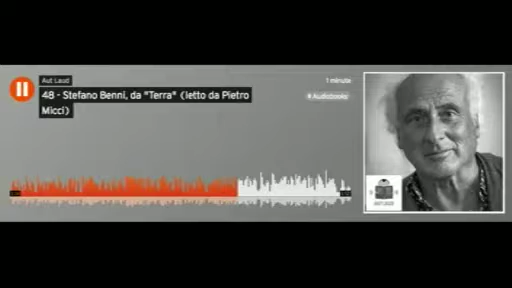 Aut Laud
1 minute
48 - Stefano Benni, da "Terra" (letto da Pietro
Micci)
# Audiobooks